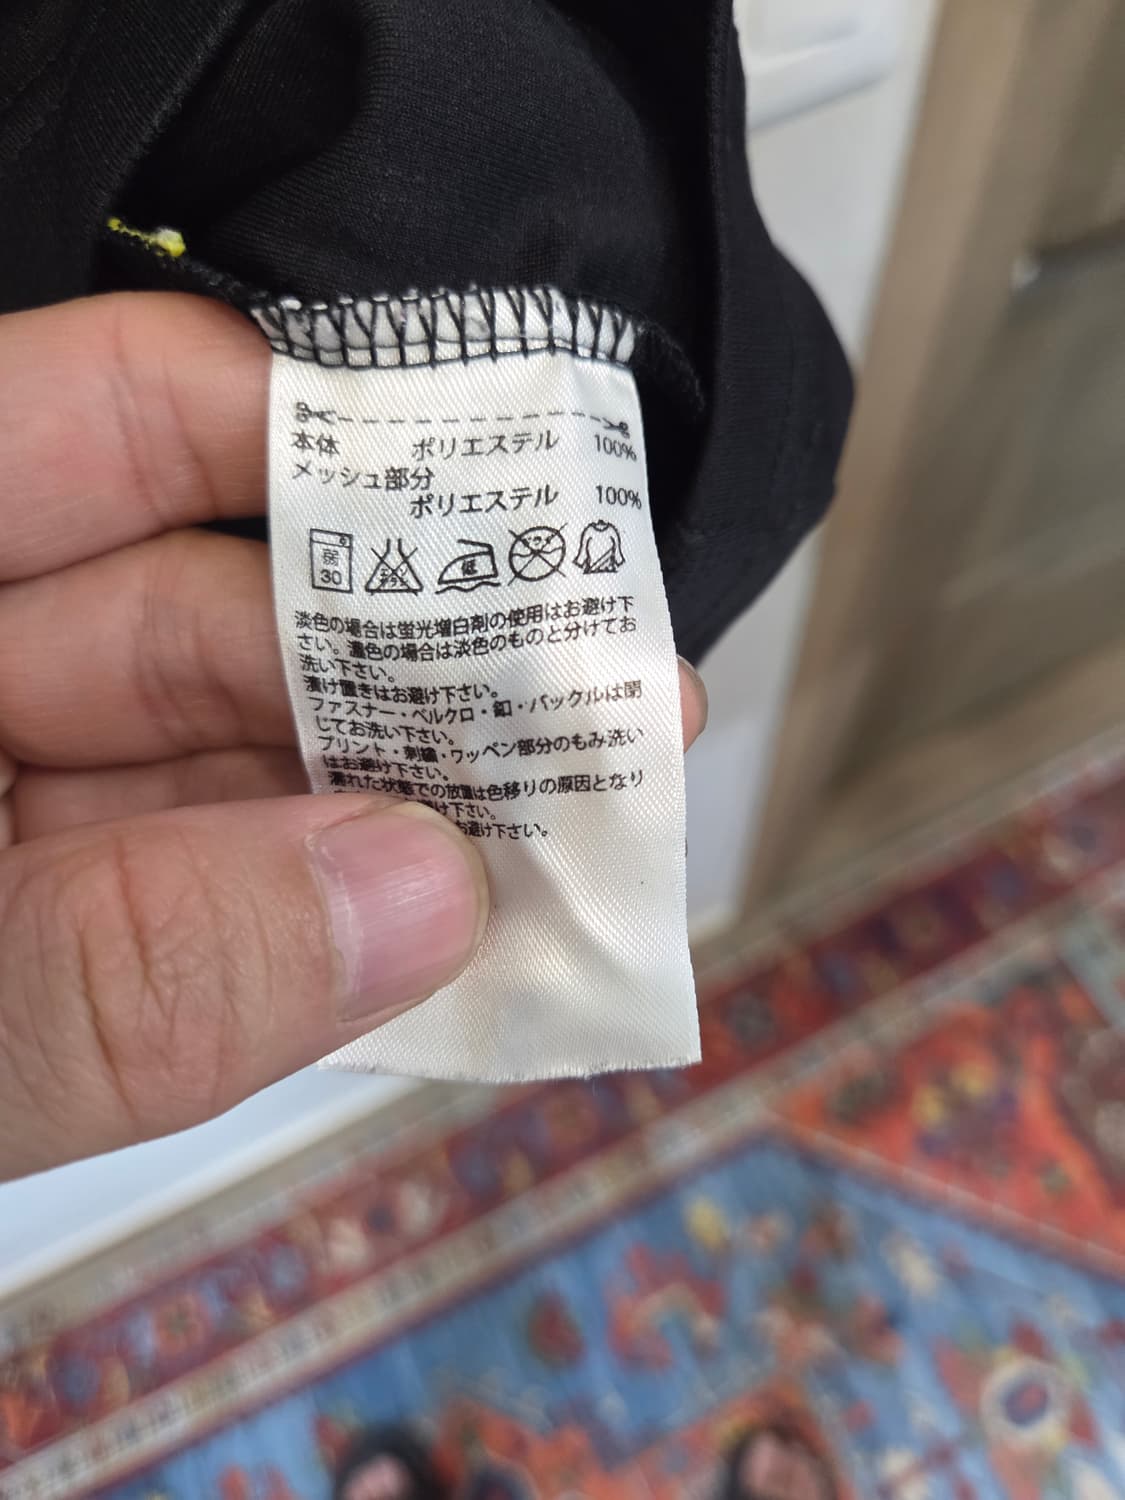 本体 ポリエステル 100%
メッシュ部分
ポリエステル 100%
弱 30 低
淡色の場合は蛍光増白剤の使用はお避け下
さい。濃色の場合は淡色のものと分けてお
洗い下さい。
漬け置きはお避け下さい。
ファスナー・ベルクロ・釦・バックルは閉
じてお洗い下さい。
プリント・刺繍・ワッペン部分のもみ洗い
はお避け下さい。
濡れた状態での放置は色移りの原因となり
け下さい。
お避け下さい。